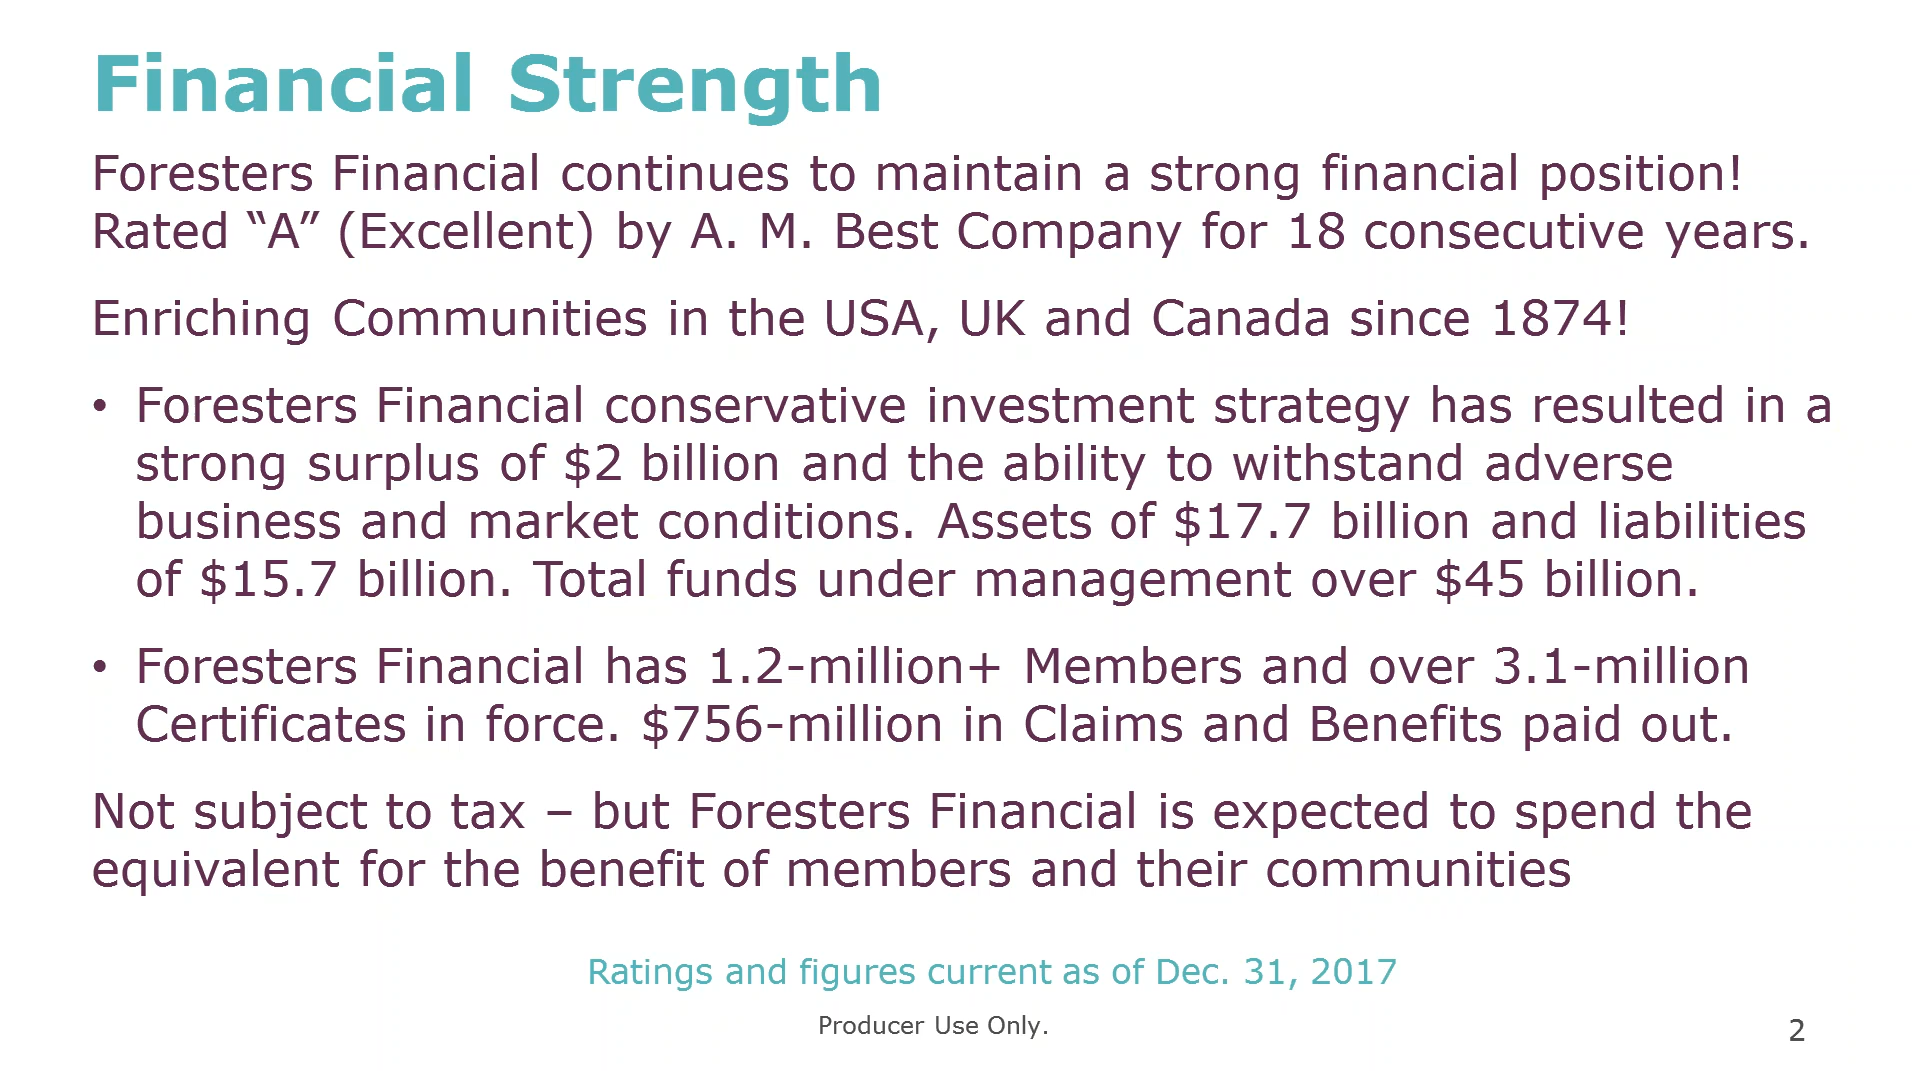 Financial Strength
Foresters Financial continues to maintain a strong financial position!
Rated “A” (Excellent) by A. M. Best Company for 18 consecutive years.
Enriching Communities in the USA, UK and Canada since 1874!
• Foresters Financial conservative investment strategy has resulted in a
strong surplus of $2 billion and the ability to withstand adverse
business and market conditions. Assets of $17.7 billion and liabilities
of $15.7 billion. Total funds under management over $45 billion.
• Foresters Financial has 1.2-million+ Members and over 3.1-million
Certificates in force. $756-million in Claims and Benefits paid out.
Not subject to tax – but Foresters Financial is expected to spend the
equivalent for the benefit of members and their communities
Ratings and figures current as of Dec. 31, 2017
Producer Use Only.
2